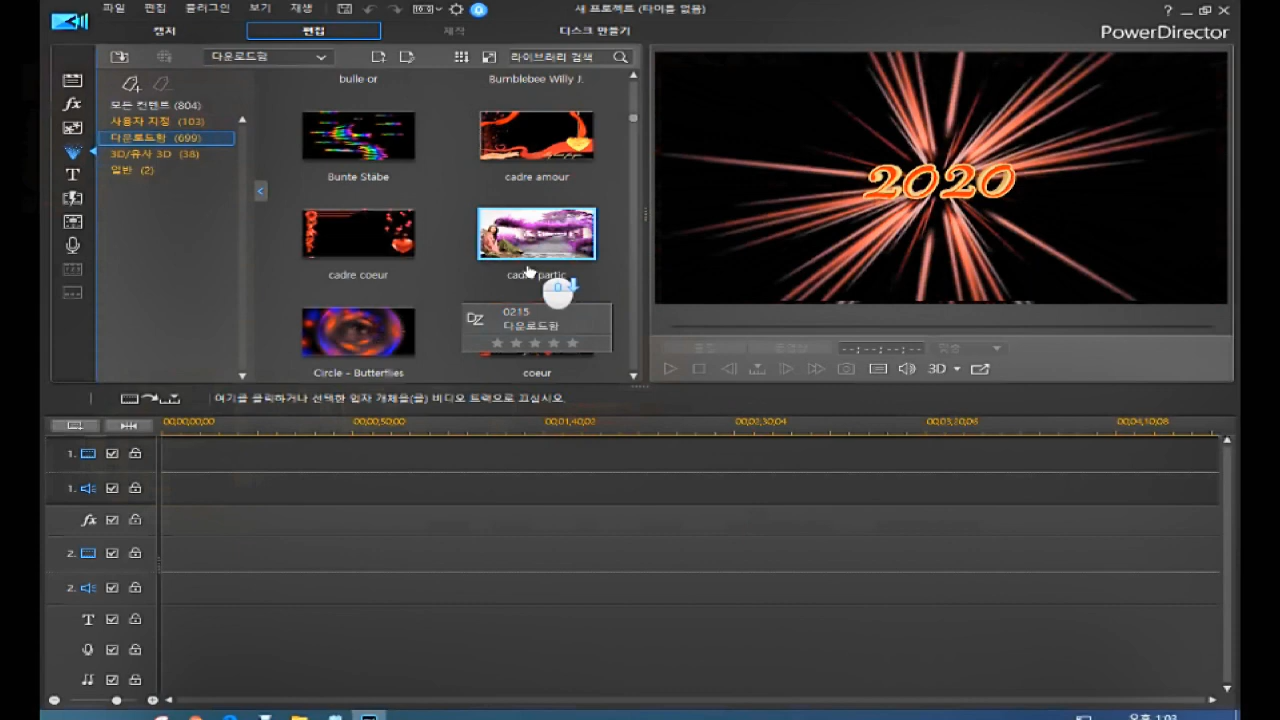 파일 편집 플러그인 보기 재생
새 프로젝트 (타이틀 없음)
캡처 편집 제작 디스크 만들기
PowerDirector
다운로드함
라이브러리 검색
모든 컨텐트 (804)
사용자 지정 (103)
다운로드함 (699)
3D/유사 3D (38)
일반 (2)
bulle or
Bumblebee Willy J.
Bunte Stabe
cadre amour
cadre coeur
partic
0215
다운로드함
Circle - Butterflies
coeur
2020
맞춤
3D
여기를 클릭하거나 선택한 입자 개체을(를) 비디오 트랙으로 끄십시오.
00;00;00;00 00;00;50;00 00;01;40;02 00;02;30;04 00;03;20;06 00;04;10;08
1.
1.
fx
2.
2.
T
오후 1:03